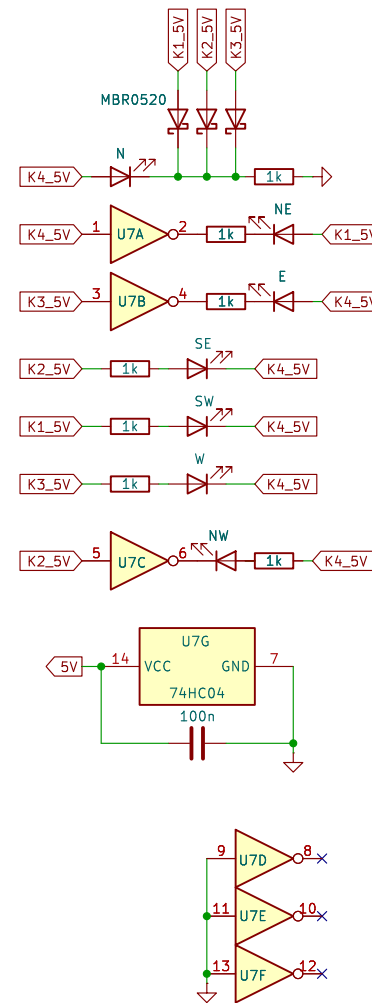 K1_5V K2_5V K3_5V
MBR0520
N
K4_5V 1k
NE
K4_5V 1 U7A 2 1k K1_5V
E
K3_5V 3 U7B 4 1k K4_5V
SE
K2_5V 1k K4_5V
SW
K1_5V 1k K4_5V
W
K3_5V 1k K4_5V
NW
K2_5V 5 U7C 6 1k K4_5V
U7G
5V 14 VCC GND 7
74HC04
100n
9 U7D 8
11 U7E 10
13 U7F 12